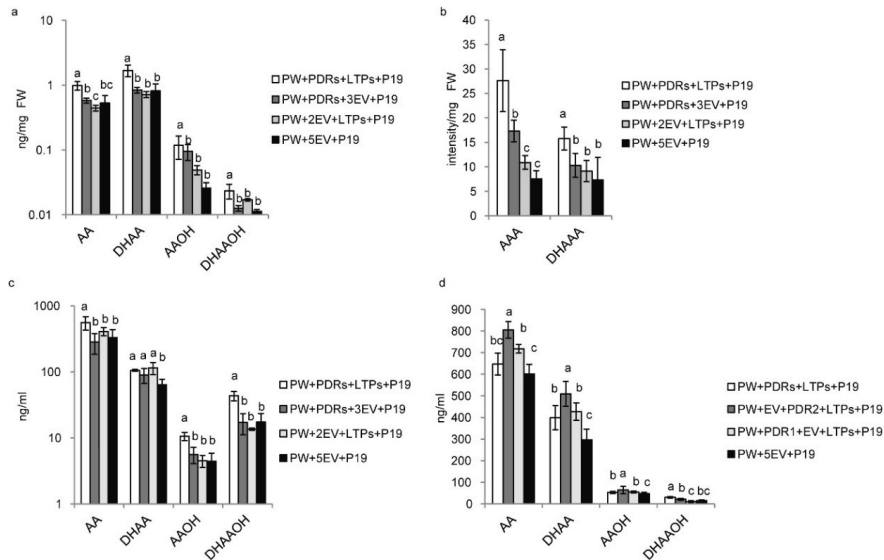 a
10
1
0.1
0.01
ng/mg FW
a b c bc
a b b b
a b b b
a b b b
AA DHAA AAOH DHAAOH
PW+PDRs+LTPs+P19
PW+PDRs+3EV+P19
PW+2EV+LTPs+P19
PW+5EV+P19
b
40
35
30
25
20
15
10
5
0
intensity/mg FW
a b c c
a b b b
AAA DHAAA
PW+PDRs+LTPs+P19
PW+PDRs+3EV+P19
PW+2EV+LTPs+P19
PW+5EV+P19
c
1000
100
10
1
ng/ml
a b b b
a a a b
a b b b
a b b b
AA DHAA AAOH DHAAOH
PW+PDRs+LTPs+P19
PW+PDRs+3EV+P19
PW+2EV+LTPs+P19
PW+5EV+P19
d
900
800
700
600
500
400
300
200
100
0
ng/ml
bc a b c
b a b c
b a b c
a b c bc
AA DHAA AAOH DHAAOH
PW+PDRs+LTPs+P19
PW+EV+PDR2+LTPs+P19
PW+PDR1+EV+LTPs+P19
PW+5EV+P19